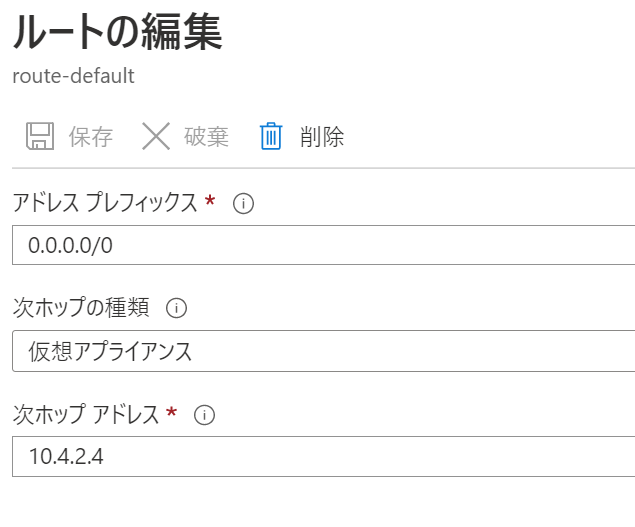 ルートの編集
route-default
保存 破棄 削除
アドレス プレフィックス *
0.0.0.0/0
次ホップの種類
仮想アプライアンス
次ホップ アドレス *
10.4.2.4